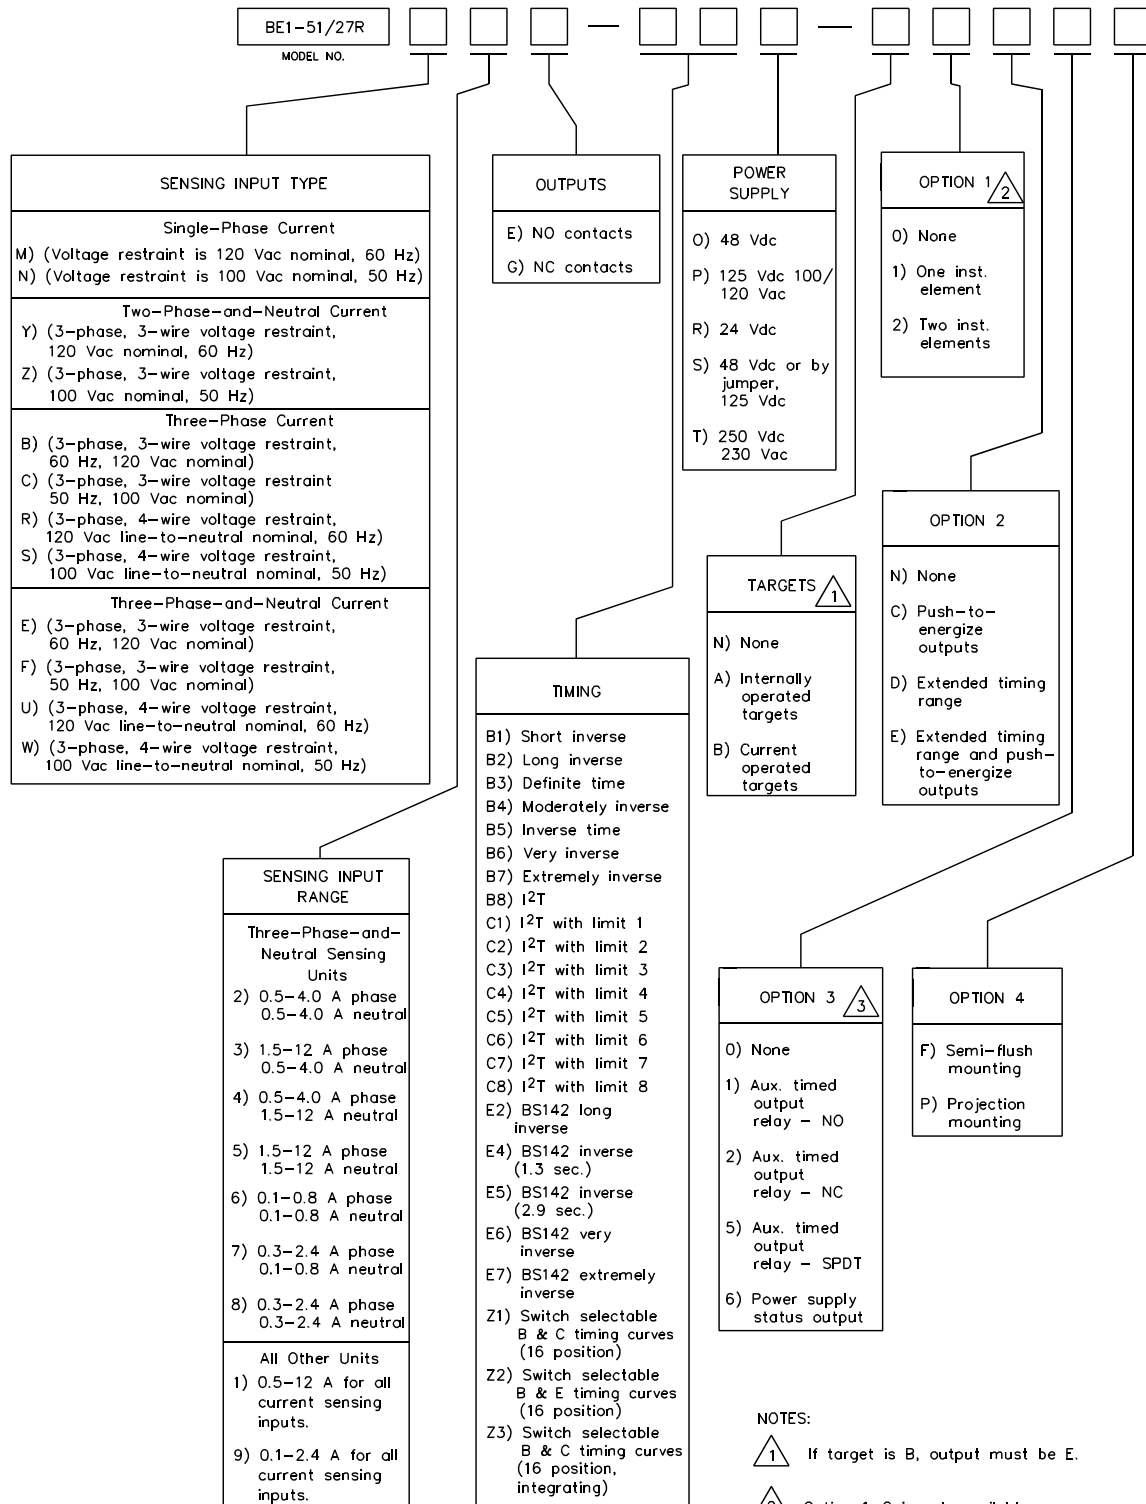 BE1-51/27R
MODEL NO.
SENSING INPUT TYPE
Single-Phase Current
M) (Voltage restraint is 120 Vac nominal, 60 Hz)
N) (Voltage restraint is 100 Vac nominal, 50 Hz)
Two-Phase-and-Neutral Current
Y) (3-phase, 3-wire voltage restraint,
120 Vac nominal, 60 Hz)
Z) (3-phase, 3-wire voltage restraint,
100 Vac nominal, 50 Hz)
Three-Phase Current
B) (3-phase, 3-wire voltage restraint,
60 Hz, 120 Vac nominal)
C) (3-phase, 3-wire voltage restraint
50 Hz, 100 Vac nominal)
R) (3-phase, 4-wire voltage restraint,
120 Vac line-to-neutral nominal, 60 Hz)
S) (3-phase, 4-wire voltage restraint,
100 Vac line-to-neutral nominal, 50 Hz)
Three-Phase-and-Neutral Current
E) (3-phase, 3-wire voltage restraint,
60 Hz, 120 Vac nominal)
F) (3-phase, 3-wire voltage restraint,
50 Hz, 100 Vac nominal)
U) (3-phase, 4-wire voltage restraint,
120 Vac line-to-neutral nominal, 60 Hz)
W) (3-phase, 4-wire voltage restraint,
100 Vac line-to-neutral nominal, 50 Hz)
OUTPUTS
E) NO contacts
G) NC contacts
POWER
SUPPLY
O) 48 Vdc
P) 125 Vdc 100/
120 Vac
R) 24 Vdc
S) 48 Vdc or by
jumper,
125 Vdc
T) 250 Vdc
230 Vac
OPTION 1 2
0) None
1) One inst.
element
2) Two inst.
elements
OPTION 2
N) None
C) Push-to-
energize
outputs
D) Extended timing
range
E) Extended timing
range and push-
to-energize
outputs
TARGETS 1
N) None
A) Internally
operated
targets
B) Current
operated
targets
TIMING
B1) Short inverse
B2) Long inverse
B3) Definite time
B4) Moderately inverse
B5) Inverse time
B6) Very inverse
B7) Extremely inverse
B8) I²T
C1) I²T with limit 1
C2) I²T with limit 2
C3) I²T with limit 3
C4) I²T with limit 4
C5) I²T with limit 5
C6) I²T with limit 6
C7) I²T with limit 7
C8) I²T with limit 8
E2) BS142 long
inverse
E4) BS142 inverse
(1.3 sec.)
E5) BS142 inverse
(2.9 sec.)
E6) BS142 very
inverse
E7) BS142 extremely
inverse
Z1) Switch selectable
B & C timing curves
(16 position)
Z2) Switch selectable
B & E timing curves
(16 position)
Z3) Switch selectable
B & C timing curves
(16 position,
integrating)
SENSING INPUT
RANGE
Three-Phase-and-
Neutral Sensing
Units
2) 0.5-4.0 A phase
0.5-4.0 A neutral
3) 1.5-12 A phase
0.5-4.0 A neutral
4) 0.5-4.0 A phase
1.5-12 A neutral
5) 1.5-12 A phase
1.5-12 A neutral
6) 0.1-0.8 A phase
0.1-0.8 A neutral
7) 0.3-2.4 A phase
0.1-0.8 A neutral
8) 0.3-2.4 A phase
0.3-2.4 A neutral
All Other Units
1) 0.5-12 A for all
current sensing
inputs.
9) 0.1-2.4 A for all
current sensing
inputs.
OPTION 3 3
0) None
1) Aux. timed
output
relay - NO
2) Aux. timed
output
relay - NC
5) Aux. timed
output
relay - SPDT
6) Power supply
status output
OPTION 4
F) Semi-flush
mounting
P) Projection
mounting
NOTES:
1 If target is B, output must be E.